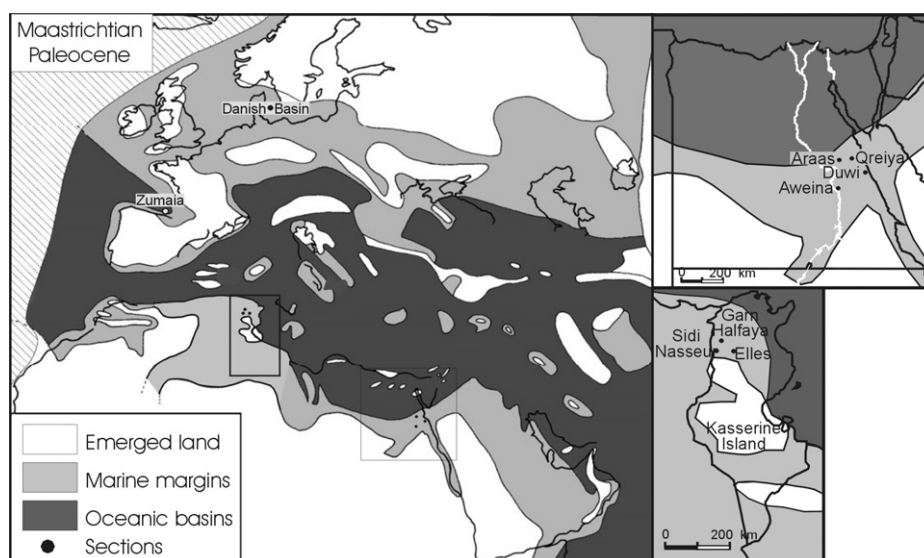 Maastrichtian
Paleocene
Danish Basin
Zumaia
Emerged land
Marine margins
Oceanic basins
Sections
Araas
Qreiya
Duwi
Aweina
0 200 km
Garn
Halfaya
Sidi
Nasseu
Elles
Kasserine
Island
0 200 km